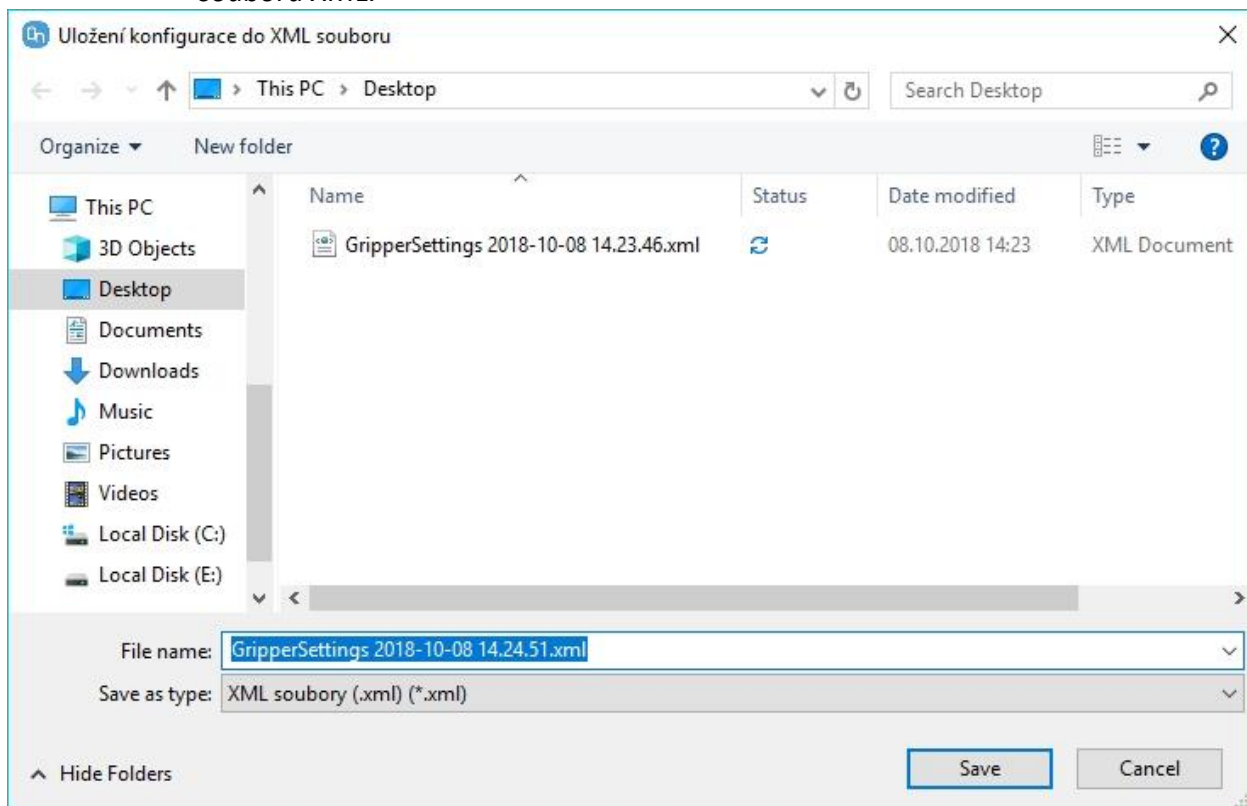 souboru XML.
Uložení konfigurace do XML souboru
This PC > Desktop
Search Desktop
Organize
New folder
Name
Status
Date modified
Type
This PC
3D Objects
Desktop
Documents
Downloads
Music
Pictures
Videos
Local Disk (C:)
Local Disk (E:)
GripperSettings 2018-10-08 14.23.46.xml
08.10.2018 14:23
XML Document
File name: GripperSettings 2018-10-08 14.24.51.xml
Save as type: XML soubory (.xml) (*.xml)
Hide Folders
Save
Cancel